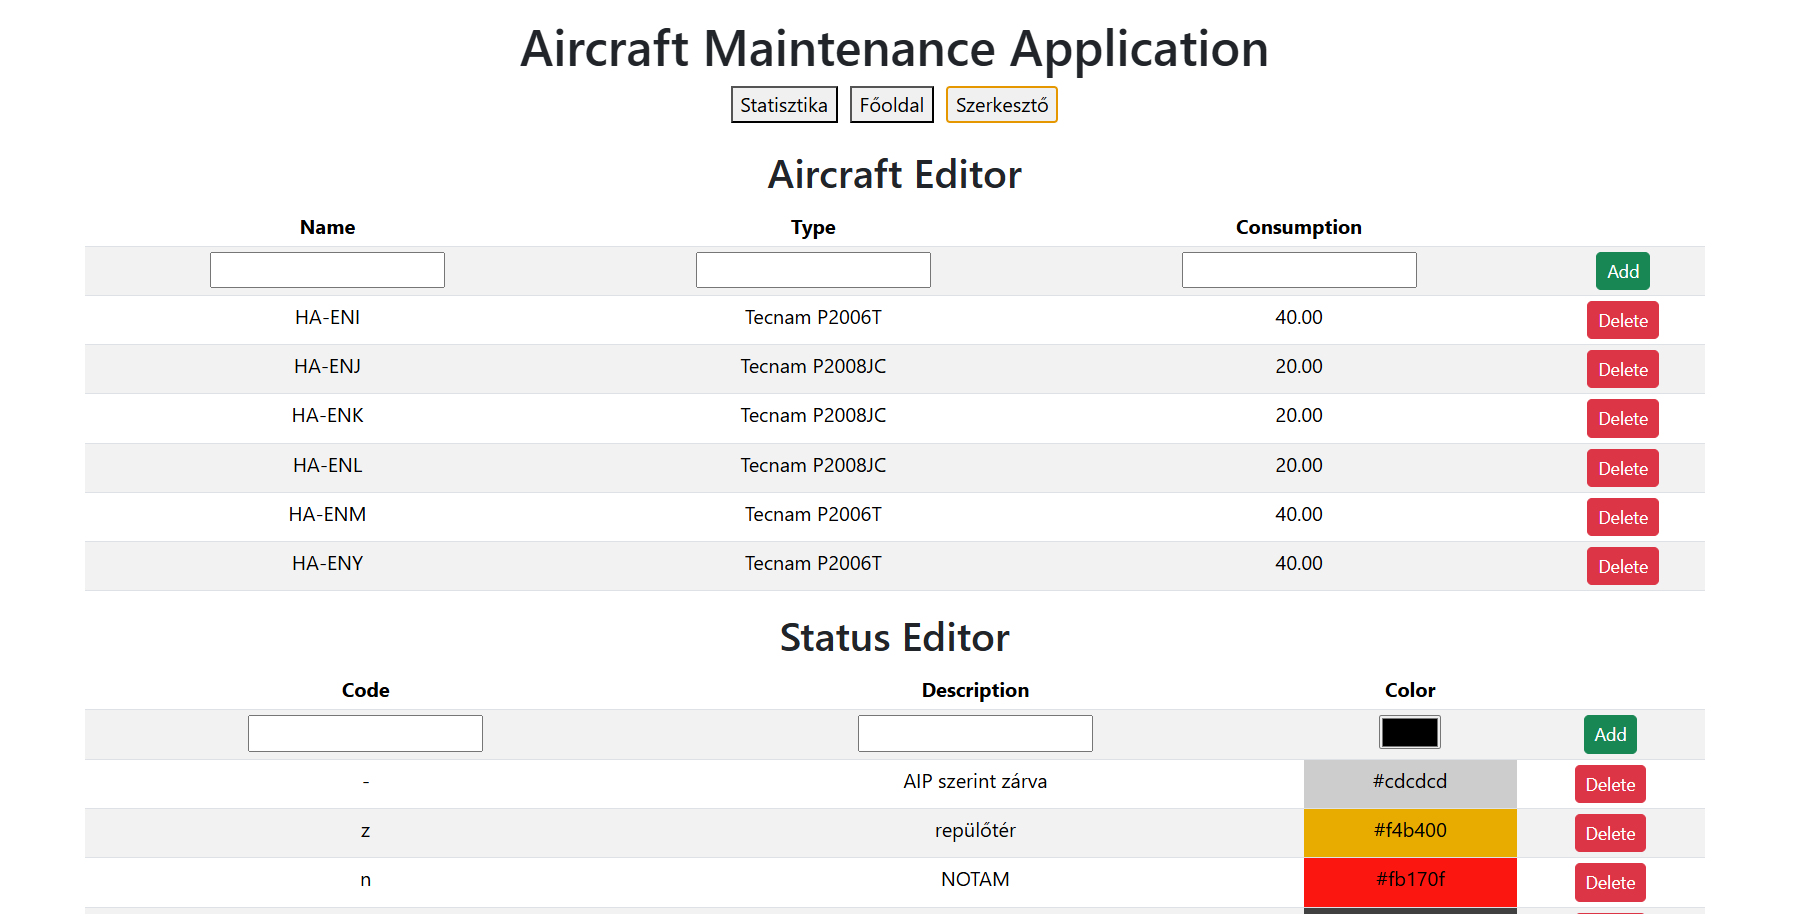 Aircraft Maintenance Application
Statisztika Főoldal Szerkesztő
Aircraft Editor
Name Type Consumption
Add
HA-ENI Tecnam P2006T 40.00 Delete
HA-ENJ Tecnam P2008JC 20.00 Delete
HA-ENK Tecnam P2008JC 20.00 Delete
HA-ENL Tecnam P2008JC 20.00 Delete
HA-ENM Tecnam P2006T 40.00 Delete
HA-ENY Tecnam P2006T 40.00 Delete
Status Editor
Code Description Color
Add
- AIP szerint zárva #cdcdcd Delete
z repülőtér #f4b400 Delete
n NOTAM #fb170f Delete